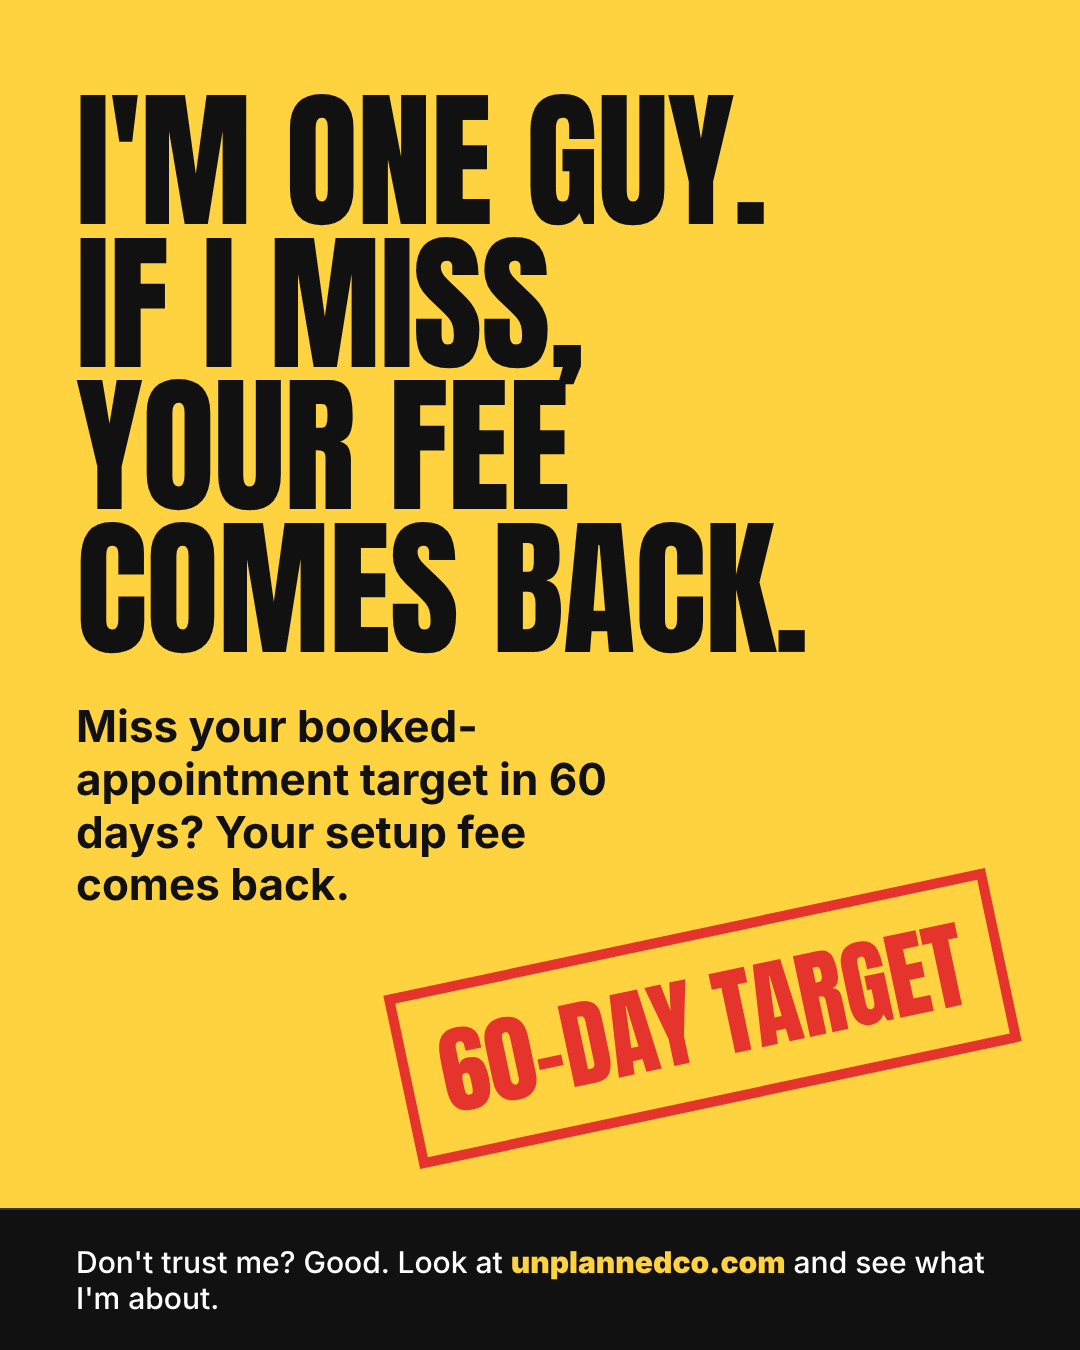 I'M ONE GUY.
IF I MISS,
YOUR FEE
COMES BACK.
Miss your booked-
appointment target in 60
days? Your setup fee
comes back.
60-DAY TARGET
Don't trust me? Good. Look at unplannedco.com and see what
I'm about.